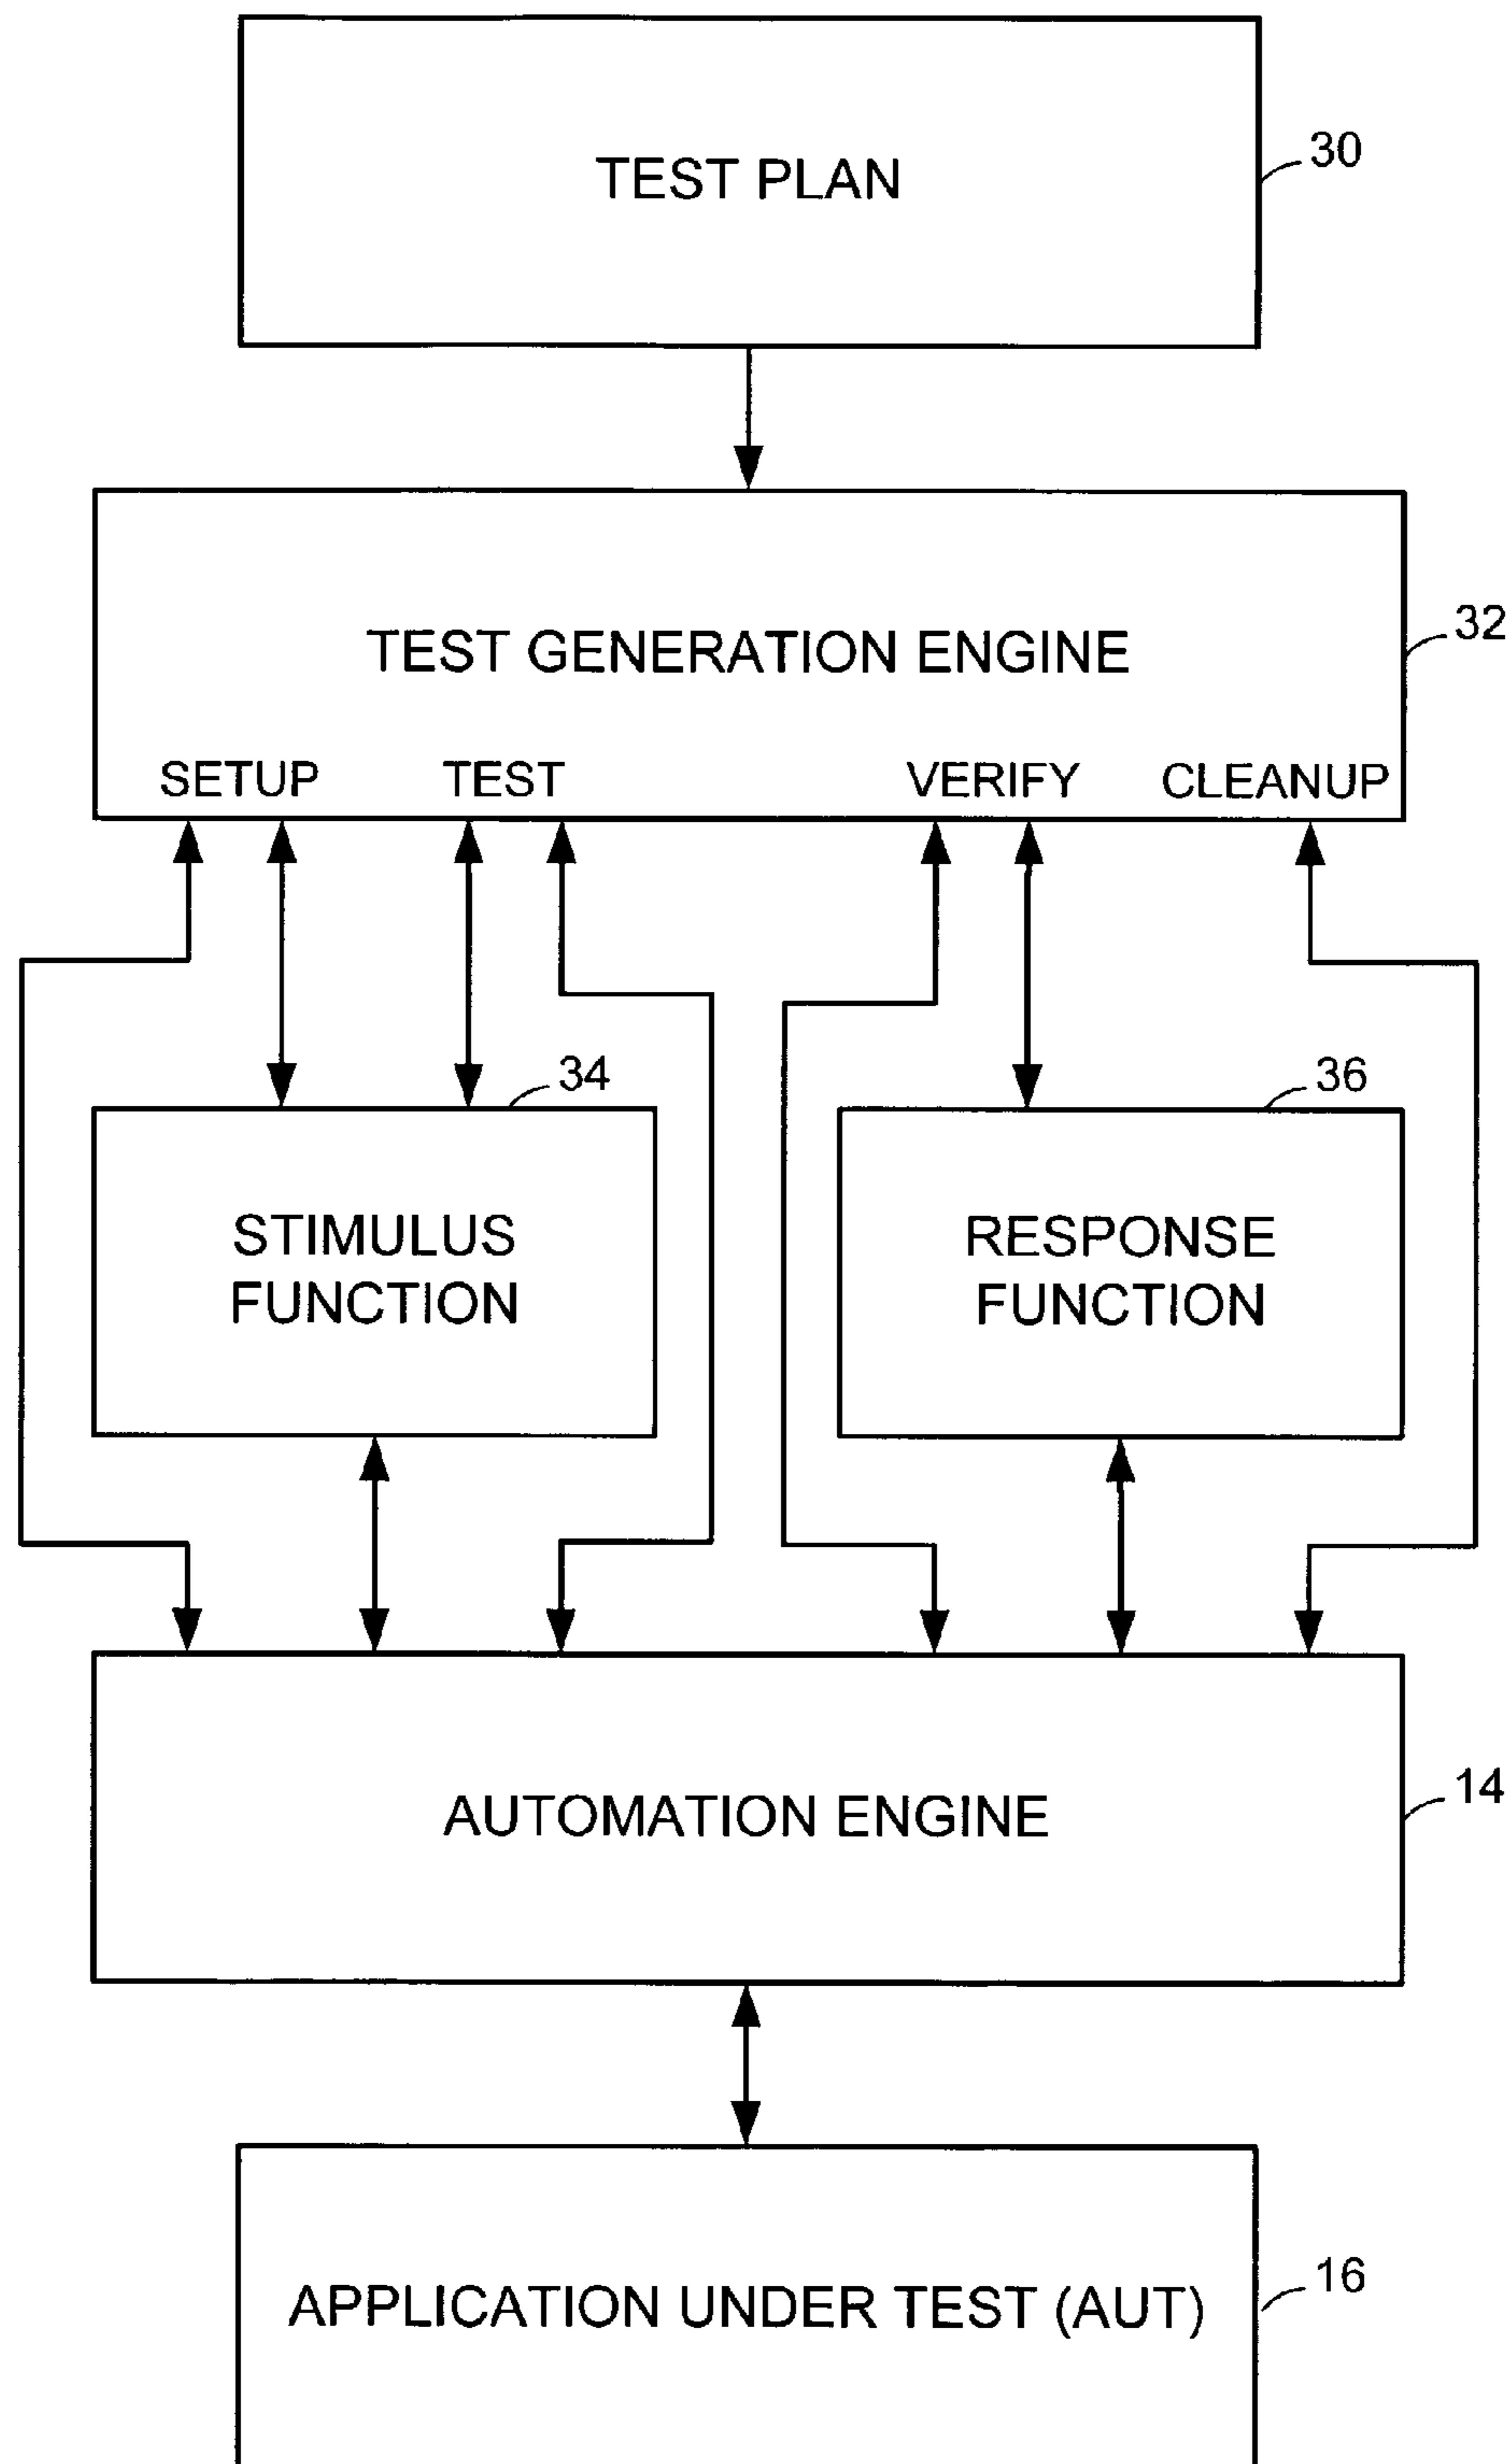 TEST PLAN
30
TEST GENERATION ENGINE
32
SETUP TEST VERIFY CLEANUP
34
36
STIMULUS
FUNCTION
RESPONSE
FUNCTION
AUTOMATION ENGINE
14
APPLICATION UNDER TEST (AUT)
16